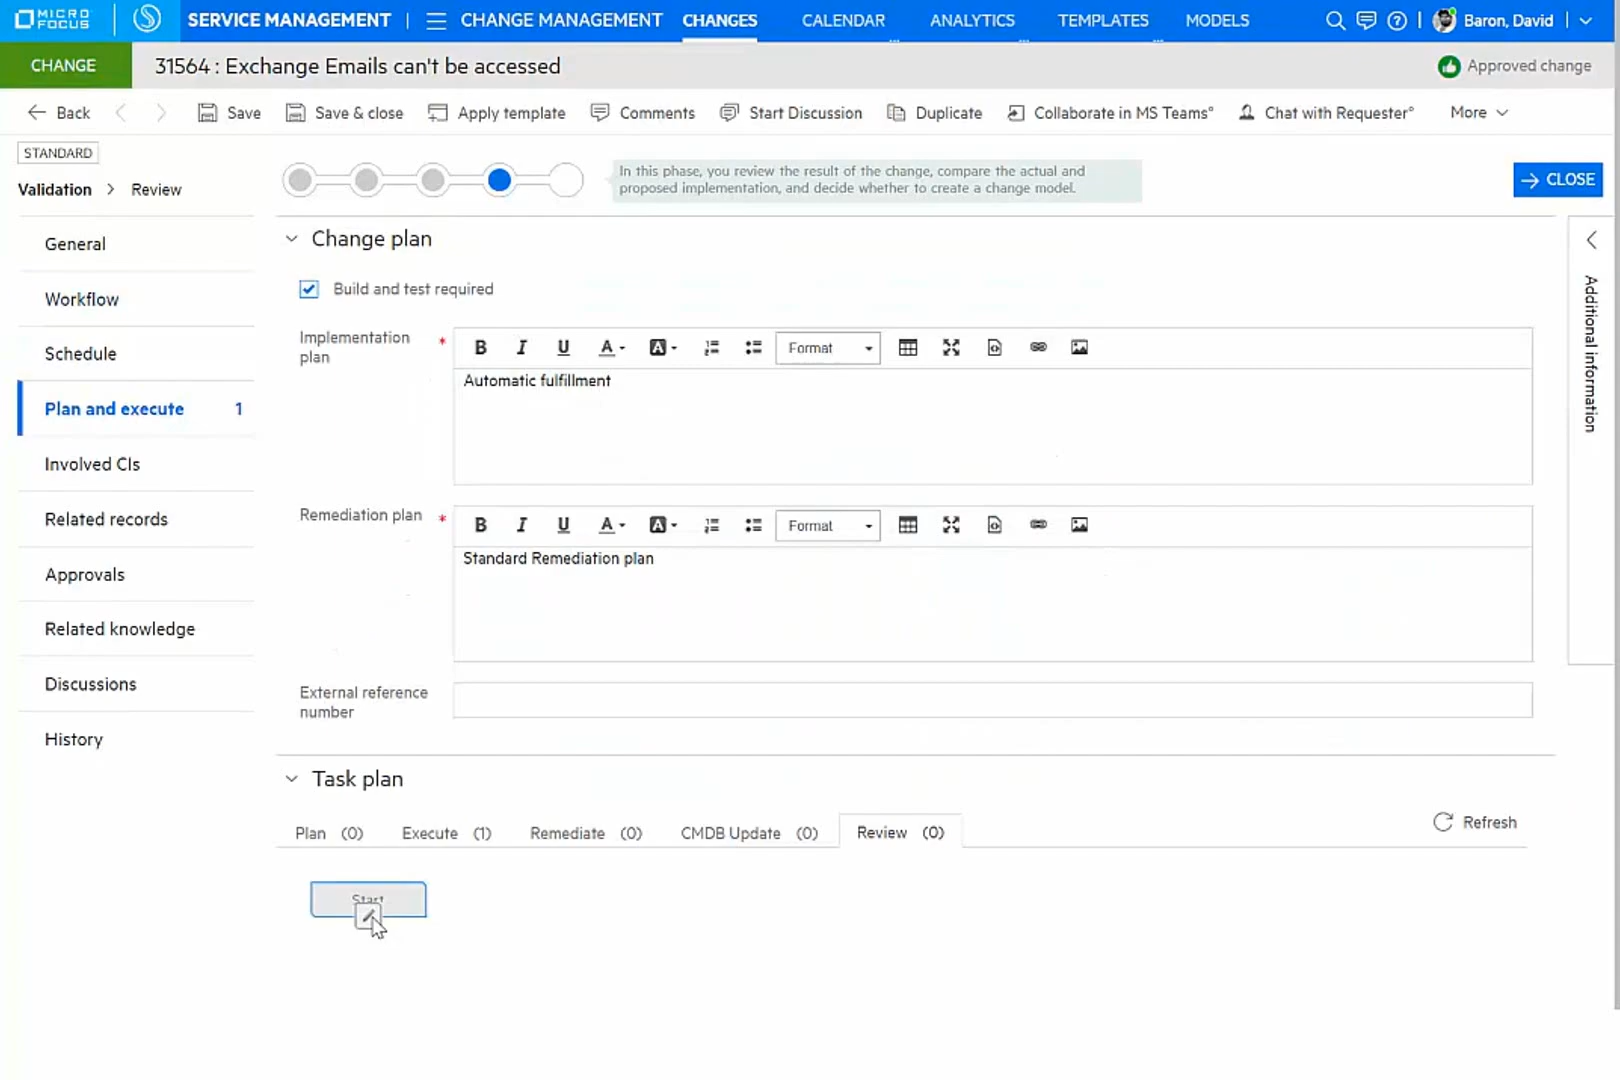 MICRO
FOCUS
SERVICE MANAGEMENT
CHANGE MANAGEMENT
CHANGES
CALENDAR
ANALYTICS
TEMPLATES
MODELS
Baron, David
CHANGE
31564 : Exchange Emails can't be accessed
Approved change
Back
Save
Save & close
Apply template
Comments
Start Discussion
Duplicate
Collaborate in MS Teams°
Chat with Requester°
More
STANDARD
Validation > Review
In this phase, you review the result of the change, compare the actual and
proposed implementation, and decide whether to create a change model.
CLOSE
General
Workflow
Schedule
Plan and execute 1
Involved CIs
Related records
Approvals
Related knowledge
Discussions
History
Change plan
Build and test required
Implementation
plan *
B I U A A Format
Automatic fulfillment
Remediation plan *
B I U A A Format
Standard Remediation plan
External reference
number
Additional information
Task plan
Plan (0)
Execute (1)
Remediate (0)
CMDB Update (0)
Review (0)
Refresh
Start